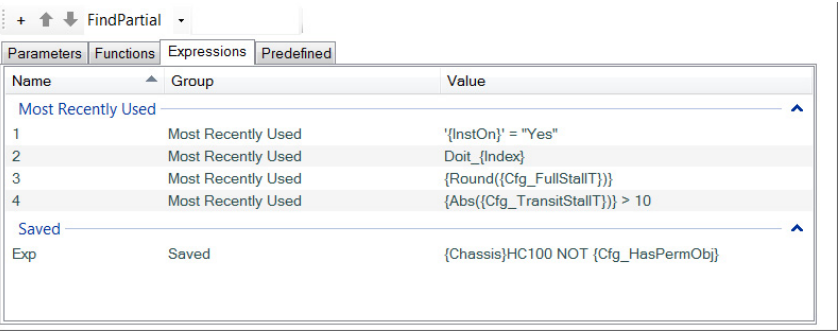 + FindPartial
Parameters Functions Expressions Predefined
Name Group Value
Most Recently Used
1 Most Recently Used '{InstOn}' = "Yes"
2 Most Recently Used Doit_{Index}
3 Most Recently Used {Round({Cfg_FullStallT})}
4 Most Recently Used {Abs({Cfg_TransitStallT})} > 10
Saved
Exp Saved {Chassis}HC100 NOT {Cfg_HasPermObj}